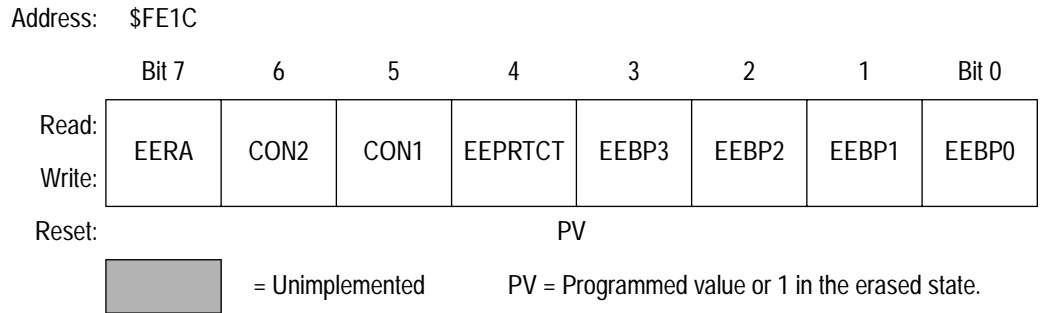 Address: $FE1C
Bit 7 6 5 4 3 2 1 Bit 0
Read:
EERA CON2 CON1 EEPRTCT EEBP3 EEBP2 EEBP1 EEBP0
Write:
Reset: PV
= Unimplemented PV = Programmed value or 1 in the erased state.